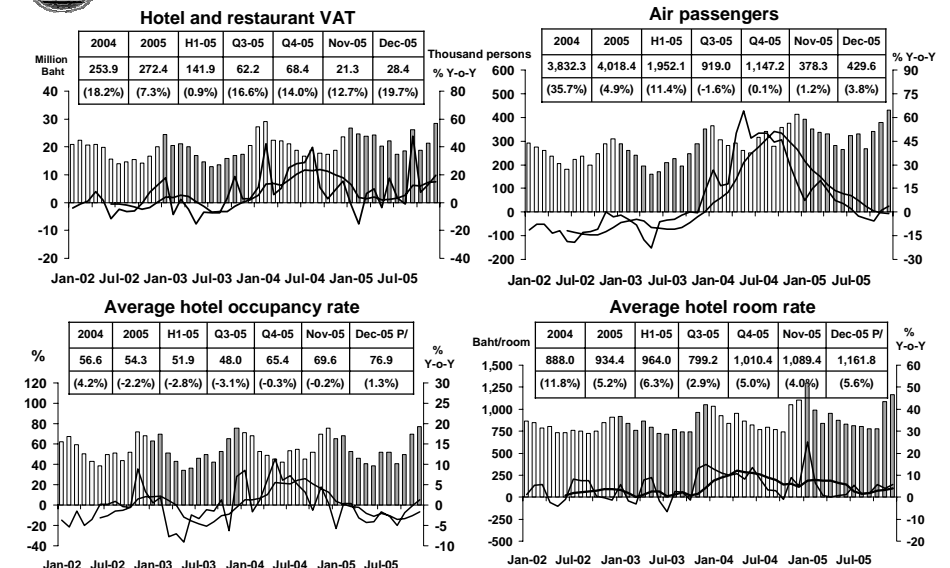 Hotel and restaurant VAT
2004 2005 H1-05 Q3-05 Q4-05 Nov-05 Dec-05
Million Baht
253.9 272.4 141.9 62.2 68.4 21.3 28.4
% Y-o-Y
(18.2%) (7.3%) (0.9%) (16.6%) (14.0%) (12.7%) (19.7%)
40 80
30 60
20 40
10 20
0 0
-10 -20
-20 -40
Jan-02 Jul-02 Jan-03 Jul-03 Jan-04 Jul-04 Jan-05 Jul-05
Air passengers
2004 2005 H1-05 Q3-05 Q4-05 Nov-05 Dec-05
Thousand persons
% Y-o-Y
3,832.3 4,018.4 1,952.1 919.0 1,147.2 378.3 429.6
(35.7%) (4.9%) (11.4%) (-1.6%) (0.1%) (1.2%) (3.8%)
600 90
500 75
400 60
300 45
200 30
100 15
0 0
-100 -15
-200 -30
Jan-02 Jul-02 Jan-03 Jul-03 Jan-04 Jul-04 Jan-05 Jul-05
Average hotel occupancy rate
2004 2005 H1-05 Q3-05 Q4-05 Nov-05 Dec-05 P/
%
% Y-o-Y
56.6 54.3 51.9 48.0 65.4 69.6 76.9
(4.2%) (-2.2%) (-2.8%) (-3.1%) (-0.3%) (-0.2%) (1.3%)
120 30
100 25
80 20
60 15
40 10
20 5
0 0
-20 -5
-40 -10
Jan-02 Jul-02 Jan-03 Jul-03 Jan-04 Jul-04 Jan-05 Jul-05
Average hotel room rate
2004 2005 H1-05 Q3-05 Q4-05 Nov-05 Dec-05 P/
Baht/room
% Y-o-Y
888.0 934.4 964.0 799.2 1,010.4 1,089.4 1,161.8
(11.8%) (5.2%) (6.3%) (2.9%) (5.0%) (4.0%) (5.6%)
1,500 60
1,250 50
1,000 40
750 30
500 20
250 10
0 0
-250 -10
-500 -20
Jan-02 Jul-02 Jan-03 Jul-03 Jan-04 Jul-04 Jan-05 Jul-05